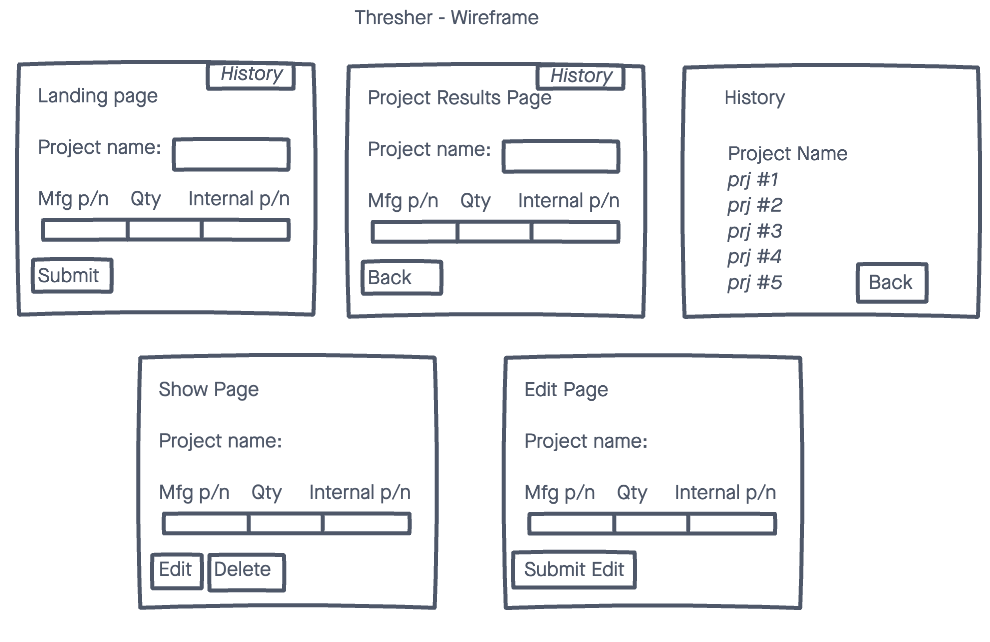 Thresher - Wireframe
History
Landing page
Project name:
Mfg p/n Qty Internal p/n
Submit
History
Project Results Page
Project name:
Mfg p/n Qty Internal p/n
Back
History
Project Name
prj #1
prj #2
prj #3
prj #4
prj #5
Back
Show Page
Project name:
Mfg p/n Qty Internal p/n
Edit Delete
Edit Page
Project name:
Mfg p/n Qty Internal p/n
Submit Edit